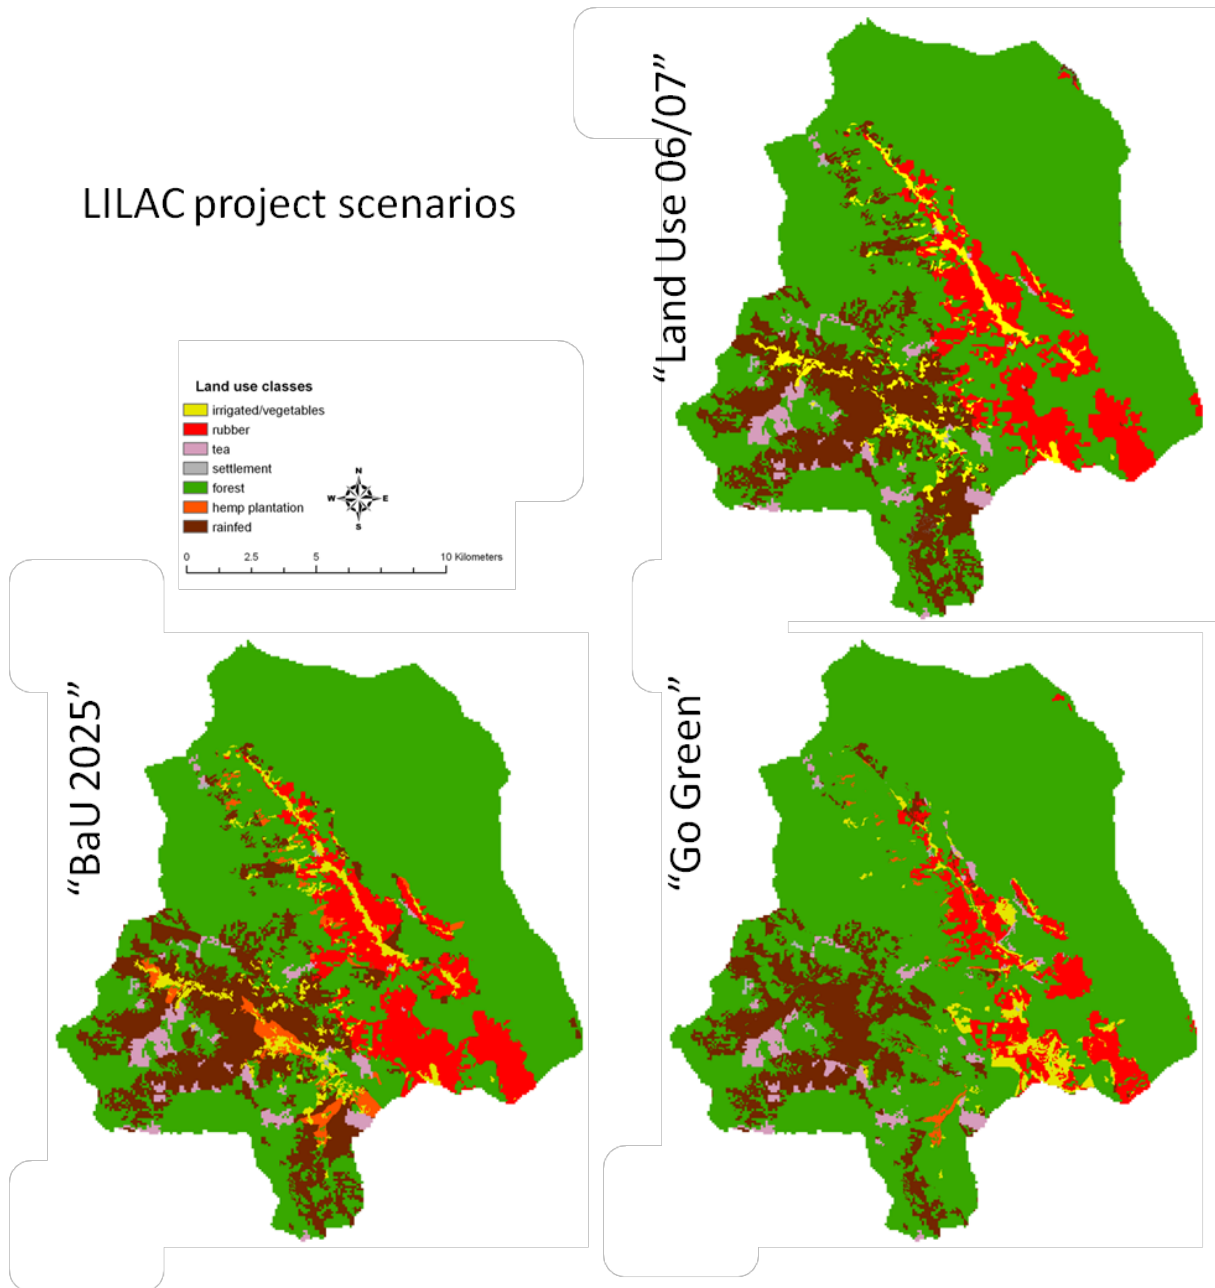 LILAC project scenarios
"Land Use 06/07"
Land use classes
irrigated/vegetables
rubber
tea
settlement
forest
hemp plantation
rainfed
N
W E
S
0 2.5 5 10 Kilometers
“BaU 2025”
“Go Green”